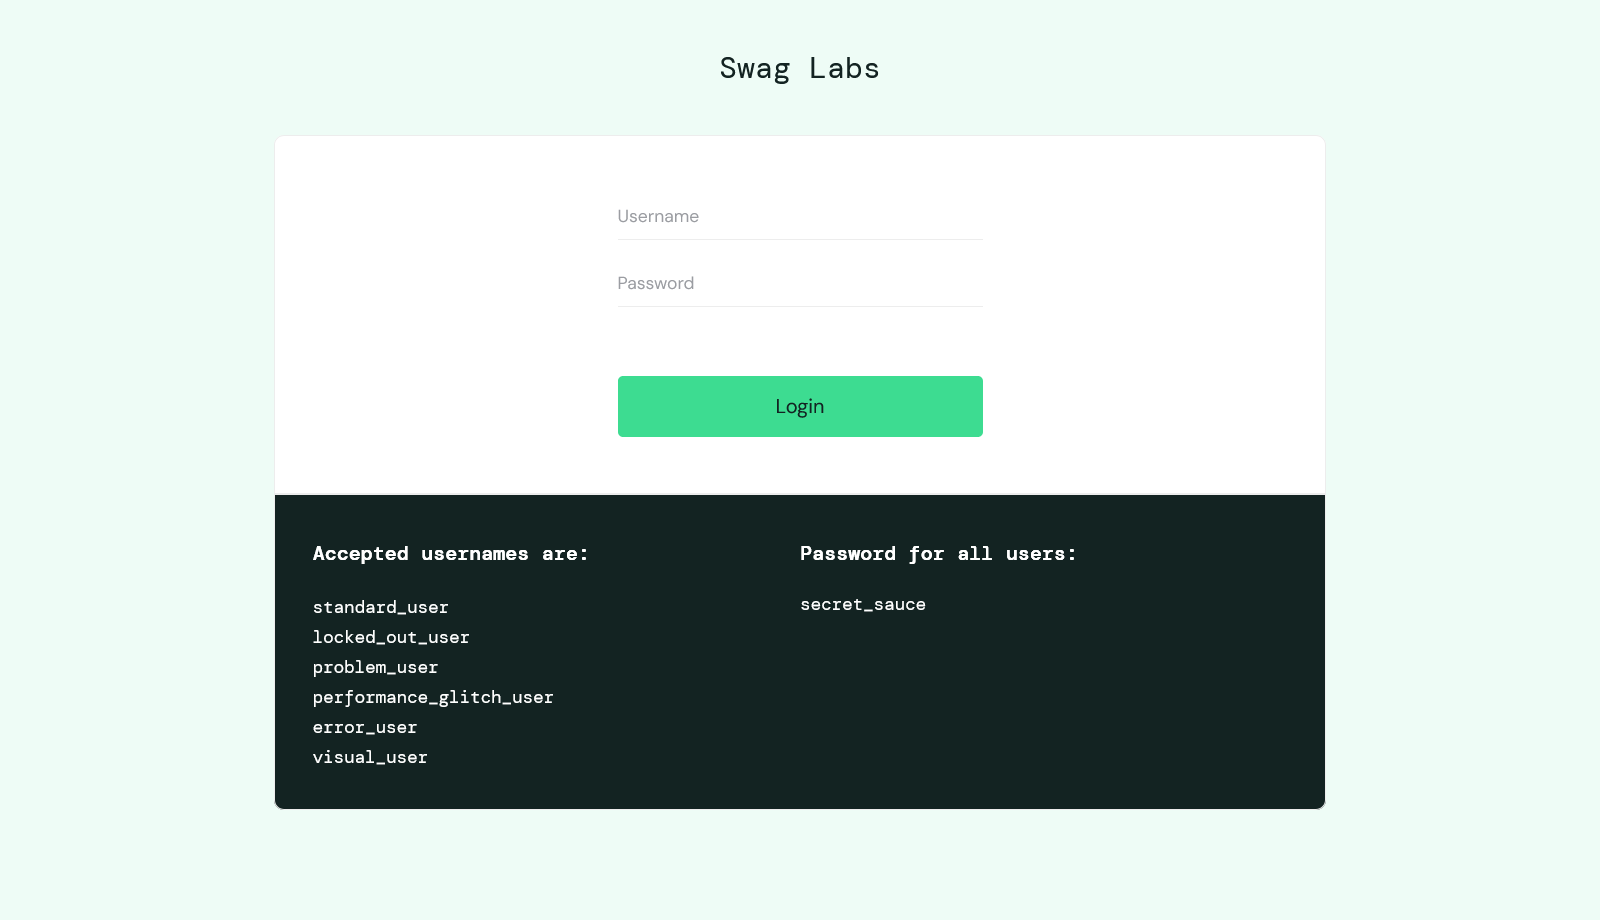 Swag Labs
Username
Password
Login
Accepted usernames are:
standard_user
locked_out_user
problem_user
performance_glitch_user
error_user
visual_user
Password for all users:
secret_sauce